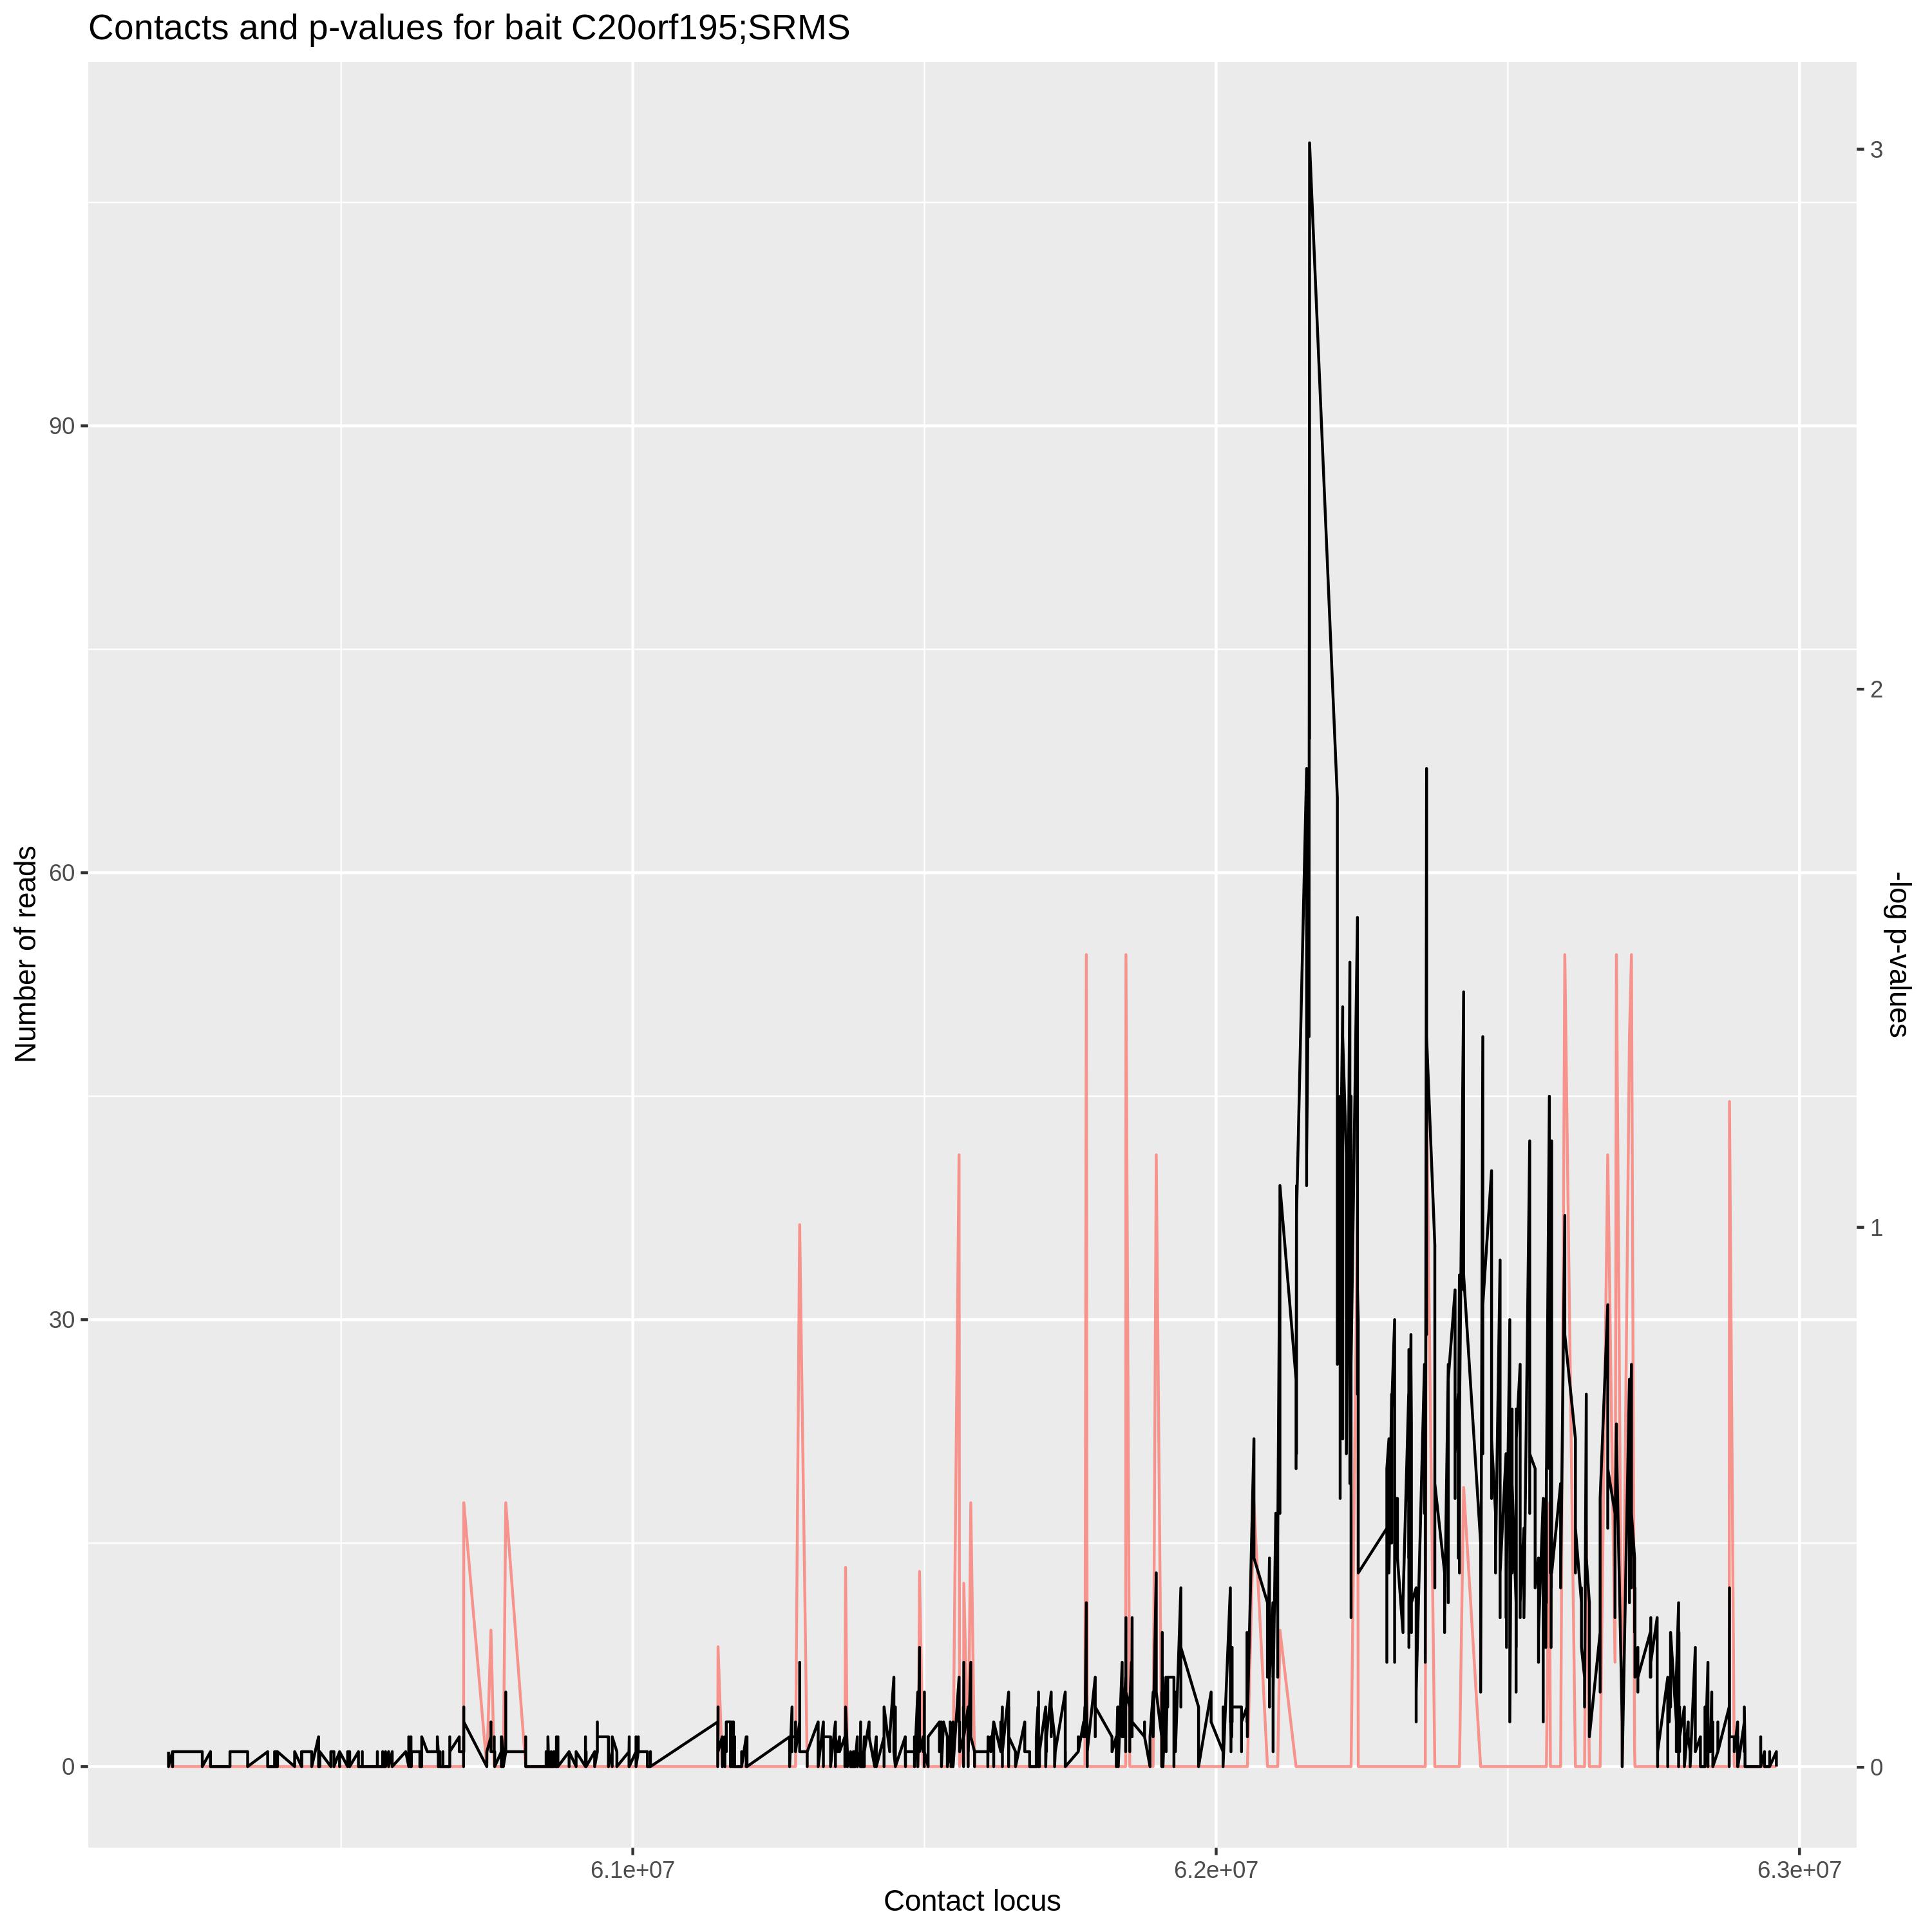 Contacts and p-values for bait C20orf195;SRMS
Number of reads
90
60
30
0
3
2
1
0
-log p-values
6.1e+07
6.2e+07
6.3e+07
Contact locus